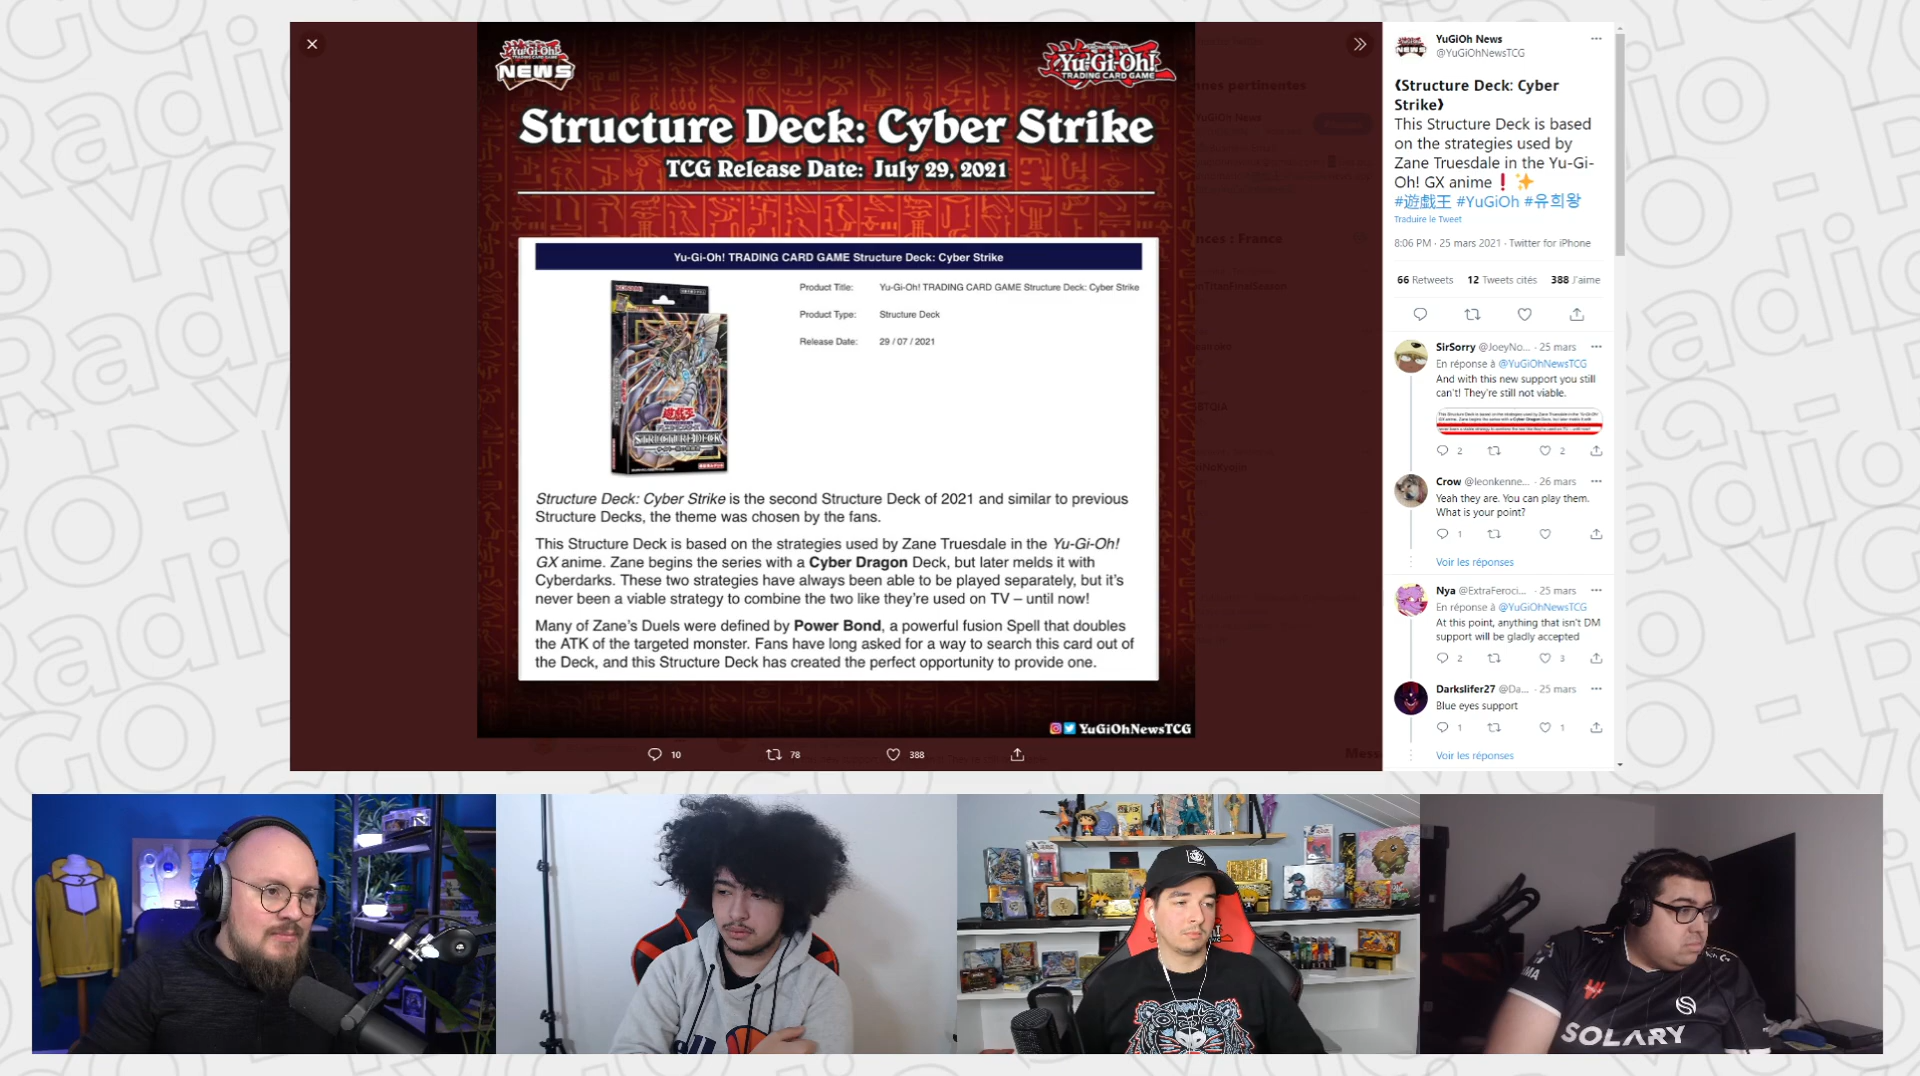 Yu-Gi-Oh!
TRADING CARD GAME
NEWS
Yu-Gi-Oh!
TRADING CARD GAME
Structure Deck: Cyber Strike
TCG Release Date: July 29, 2021
Yu-Gi-Oh! TRADING CARD GAME Structure Deck: Cyber Strike
Product Title: Yu-Gi-Oh! TRADING CARD GAME Structure Deck: Cyber Strike
Product Type: Structure Deck
Release Date: 29 / 07 / 2021
KONAMI
遊戯王
STRUCTURE DECK
Structure Deck: Cyber Strike is the second Structure Deck of 2021 and similar to previous
Structure Decks, the theme was chosen by the fans.
This Structure Deck is based on the strategies used by Zane Truesdale in the Yu-Gi-Oh!
GX anime. Zane begins the series with a Cyber Dragon Deck, but later melds it with
Cyberdarks. These two strategies have always been able to be played separately, but it's
never been a viable strategy to combine the two like they're used on TV – until now!
Many of Zane's Duels were defined by Power Bond, a powerful fusion Spell that doubles
the ATK of the targeted monster. Fans have long asked for a way to search this card out of
the Deck, and this Structure Deck has created the perfect opportunity to provide one.
YuGiOhNewsTCG
10 78 388
YuGiOh News
@YuGiOhNewsTCG
《Structure Deck: Cyber
Strike》
This Structure Deck is based
on the strategies used by
Zane Truesdale in the Yu-Gi-
Oh! GX anime❗✨
#遊戯王 #YuGiOh #유희왕
Traduire le Tweet
8:06 PM · 25 mars 2021 · Twitter for iPhone
66 Retweets 12 Tweets cités 388 J'aime
SirSorry @JoeyNo... · 25 mars
En réponse à @YuGiOhNewsTCG
And with this new support you still
can't! They're still not viable.
2 2
Crow @leonkenne... · 26 mars
Yeah they are. You can play them.
What is your point?
1
Voir les réponses
Nya @ExtraFeroci... · 25 mars
En réponse à @YuGiOhNewsTCG
At this point, anything that isn't DM
support will be gladly accepted
2 3
Darkslifer27 @Da... · 25 mars
Blue eyes support
1 1
Voir les réponses
SOLARY